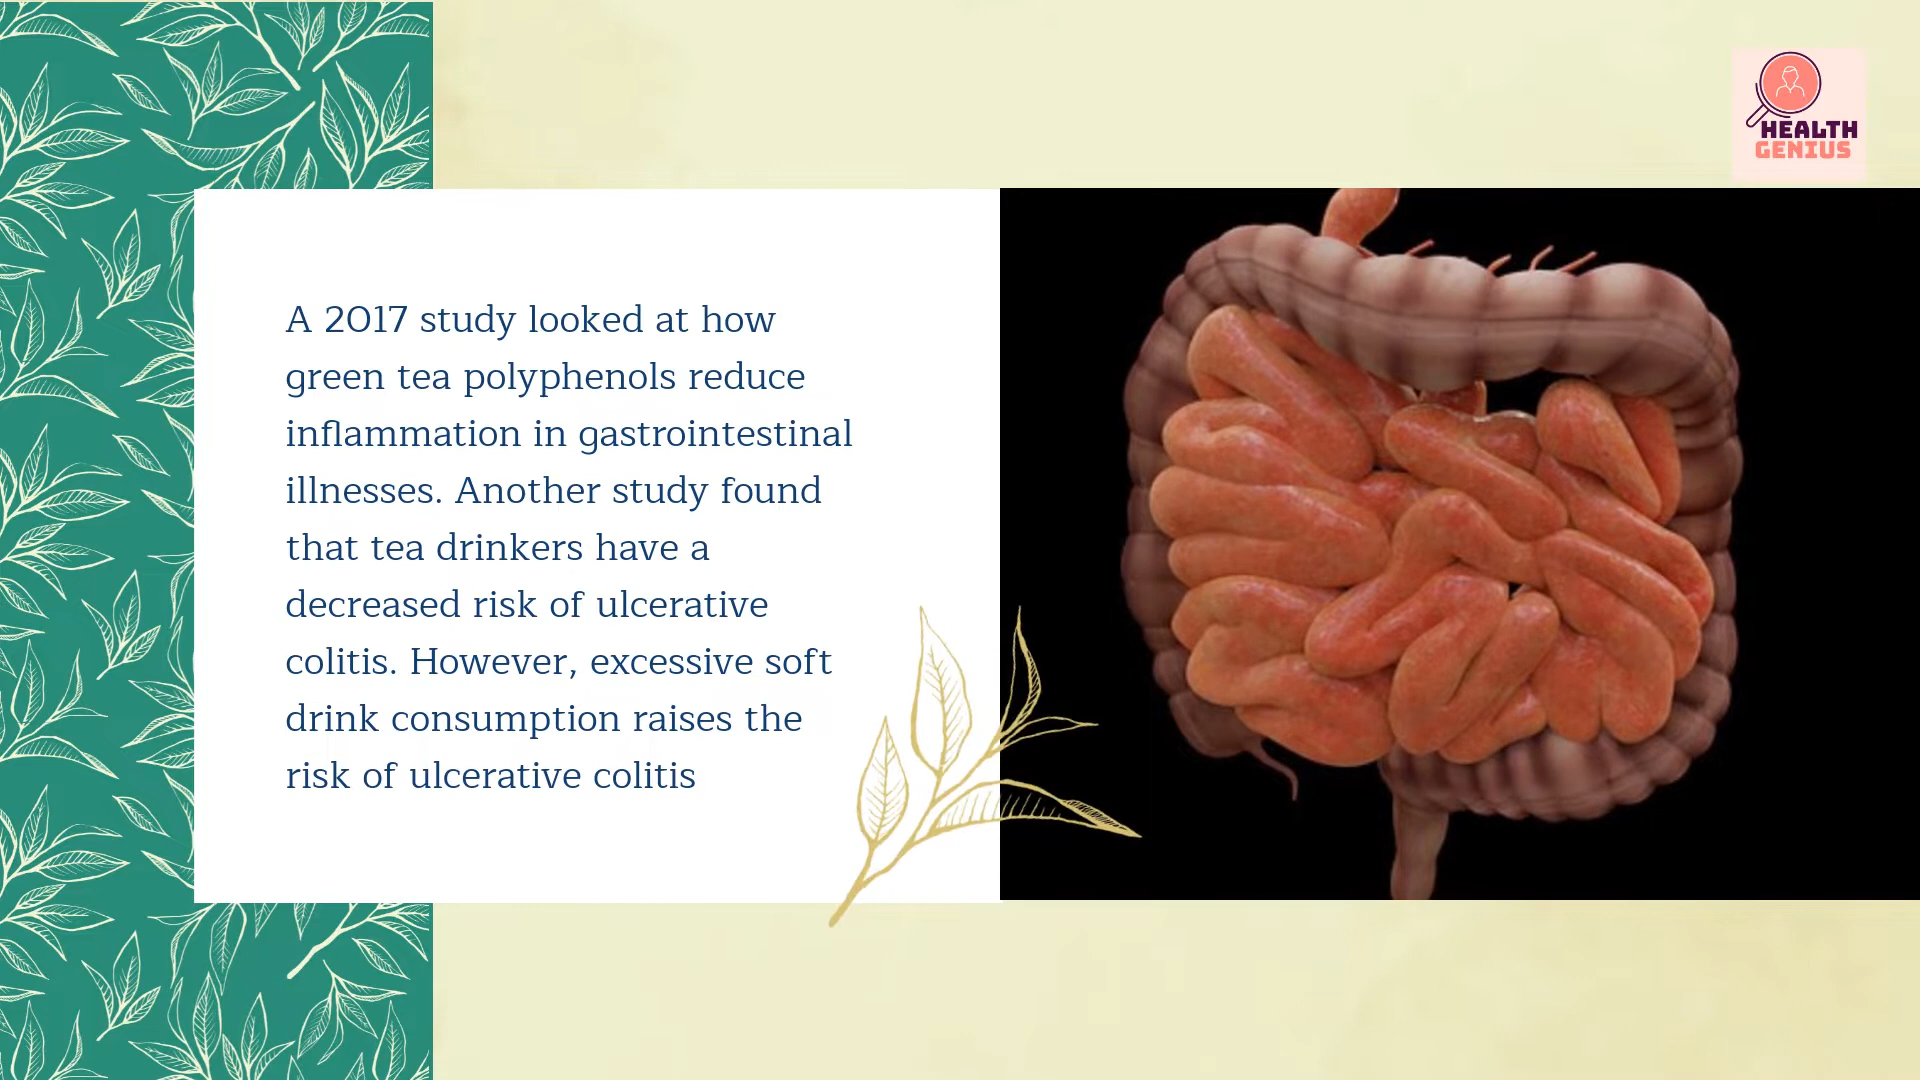 HEALTH
GENIUS
A 2017 study looked at how
green tea polyphenols reduce
inflammation in gastrointestinal
illnesses. Another study found
that tea drinkers have a
decreased risk of ulcerative
colitis. However, excessive soft
drink consumption raises the
risk of ulcerative colitis